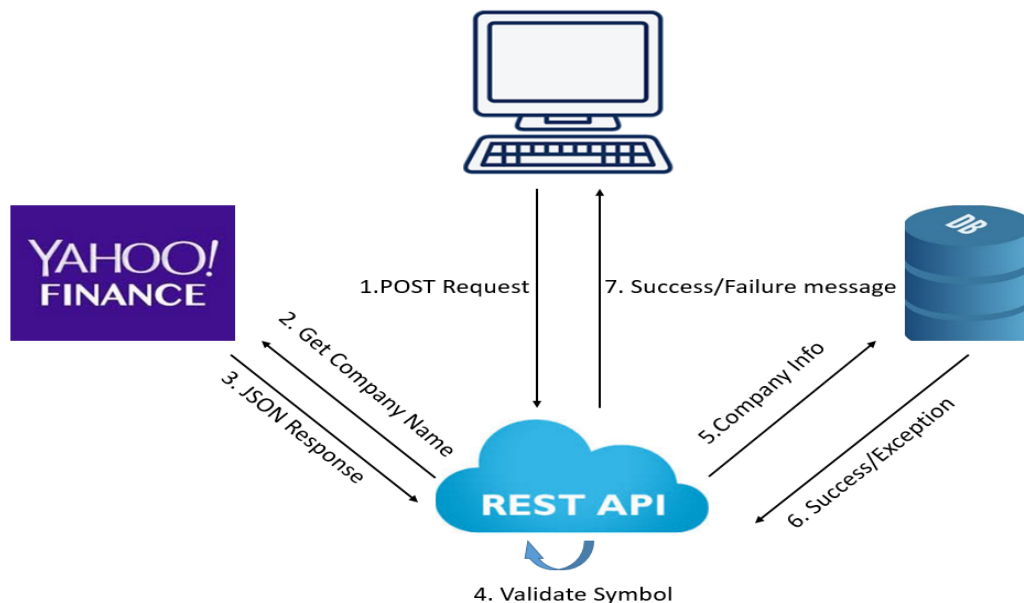 DB
YAHOO!
FINANCE
1.POST Request
7. Success/Failure message
2. Get Company Name
3. JSON Response
5.Company Info
6. Success/Exception
REST API
4. Validate Symbol